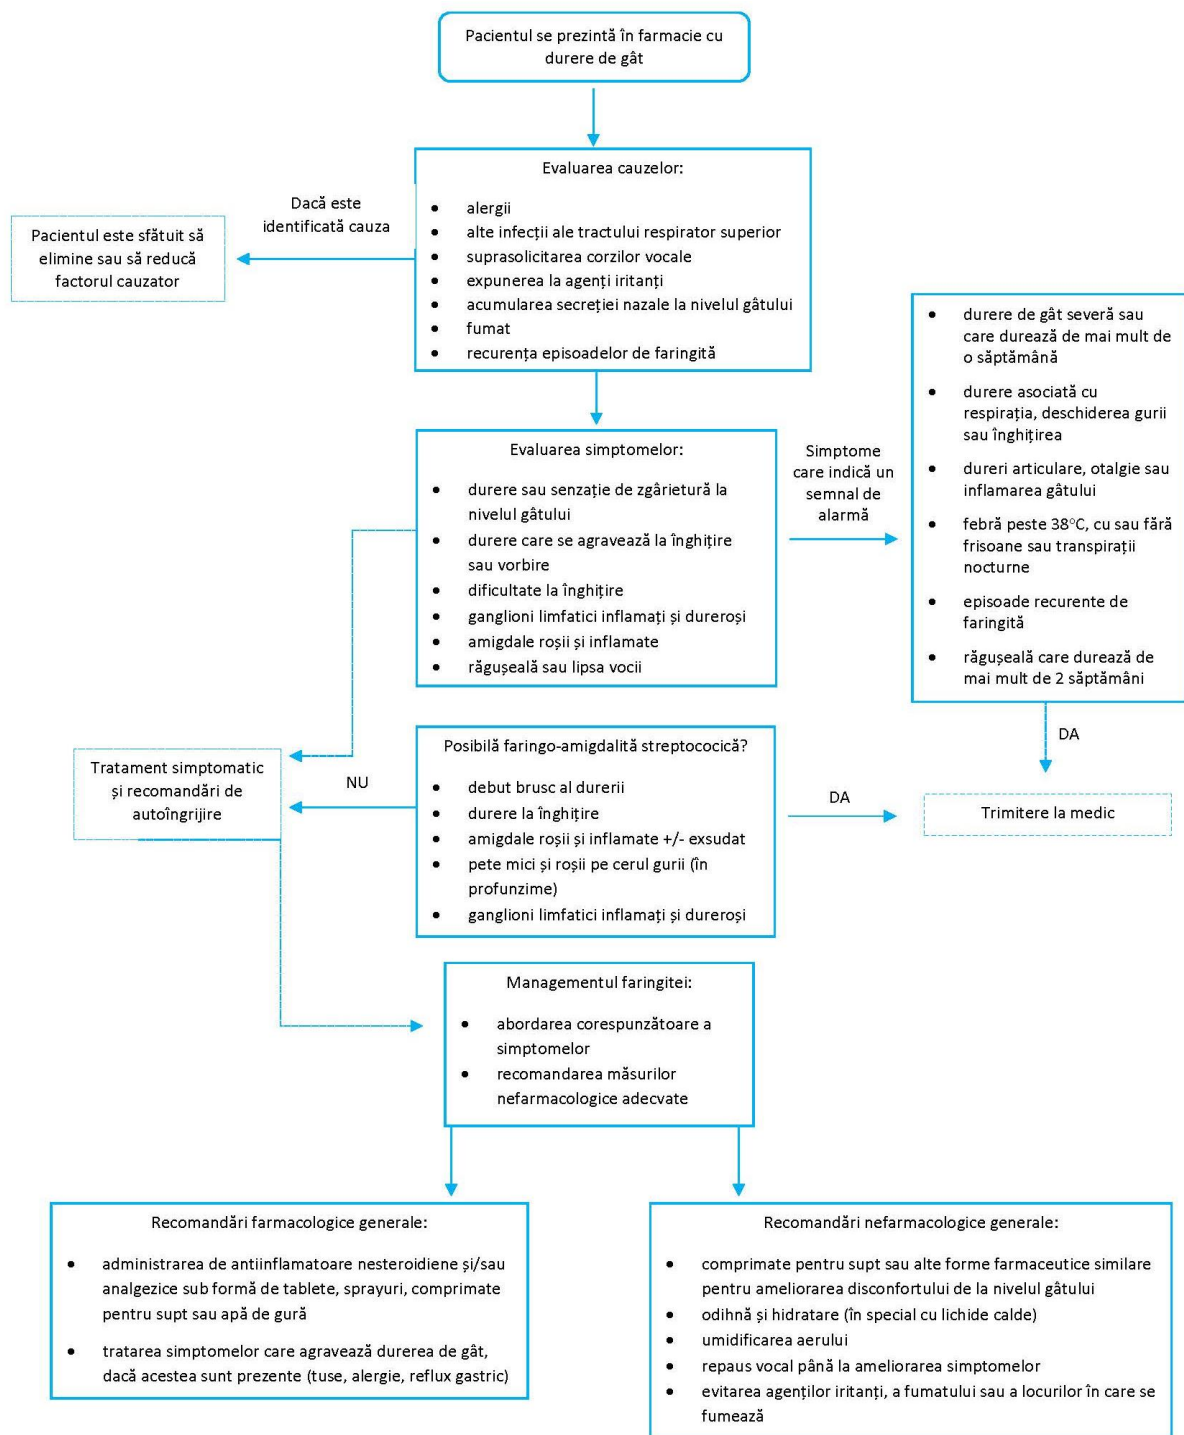 Pacientul se prezintă în farmacie cu
durere de gât
Evaluarea cauzelor:
• alergii
• alte infecții ale tractului respirator superior
• suprasolicitarea corzilor vocale
• expunerea la agenți iritanți
• acumularea secreției nazale la nivelul gâtului
• fumat
• recurența episoadelor de faringită
Dacă este
identificată cauza
Pacientul este sfătuit să
elimine sau să reducă
factorul cauzator
Evaluarea simptomelor:
• durere sau senzație de zgârietură la
nivelul gâtului
• durere care se agravează la înghițire
sau vorbire
• dificultate la înghițire
• ganglioni limfatici inflamați și dureroși
• amigdale roșii și inflamate
• răgușeală sau lipsa vocii
Simptome
care indică un
semnal de
alarmă
• durere de gât severă sau
care durează de mai mult de
o săptămână
• durere asociată cu
respirația, deschiderea gurii
sau înghițirea
• dureri articulare, otalgie sau
inflamarea gâtului
• febră peste 38°C, cu sau fără
frisoane sau transpirații
nocturne
• episoade recurente de
faringită
• răgușeală care durează de
mai mult de 2 săptămâni
DA
Posibilă faringo-amigdalită streptococică?
• debut brusc al durerii
• durere la înghițire
• amigdale roșii și inflamate +/- exsudat
• pete mici și roșii pe cerul gurii (în
profunzime)
• ganglioni limfatici inflamați și dureroși
NU
Tratament simptomatic
și recomandări de
autoîngrijire
DA
Trimitere la medic
Managementul faringitei:
• abordarea corespunzătoare a
simptomelor
• recomandarea măsurilor
nefarmacologice adecvate
Recomandări farmacologice generale:
• administrarea de antiinflamatoare nesteroidiene și/sau
analgezice sub formă de tablete, sprayuri, comprimate
pentru supt sau apă de gură
• tratarea simptomelor care agravează durerea de gât,
dacă acestea sunt prezente (tuse, alergie, reflux gastric)
Recomandări nefarmacologice generale:
• comprimate pentru supt sau alte forme farmaceutice similare
pentru ameliorarea disconfortului de la nivelul gâtului
• odihnă și hidratare (în special cu lichide calde)
• umidificarea aerului
• repaus vocal până la ameliorarea simptomelor
• evitarea agenților iritanți, a fumatului sau a locurilor în care se
fumează